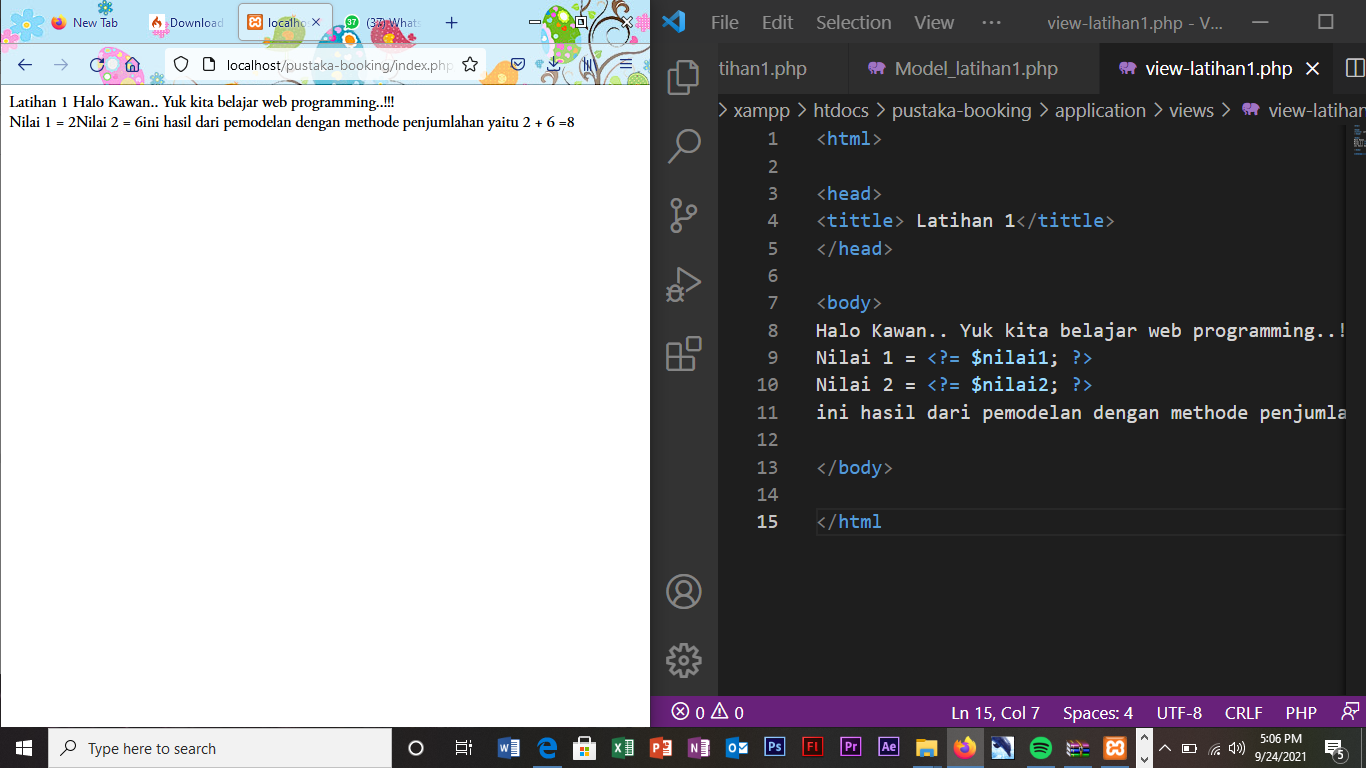 New Tab
Download
localho
37
(37) Whats
localhost/pustaka-booking/index.php
Latihan 1 Halo Kawan.. Yuk kita belajar web programming..!!!
Nilai 1 = 2Nilai 2 = 6ini hasil dari pemodelan dengan methode penjumlahan yaitu 2 + 6 =8
File Edit Selection View ··· view-latihan1.php - V...
tihan1.php
Model_latihan1.php
view-latihan1.php
> xampp > htdocs > pustaka-booking > application > views > view-latihan
1 <html>
2
3 <head>
4 <tittle> Latihan 1</tittle>
5 </head>
6
7 <body>
8 Halo Kawan.. Yuk kita belajar web programming..!
9 Nilai 1 = <?= $nilai1; ?>
10 Nilai 2 = <?= $nilai2; ?>
11 ini hasil dari pemodelan dengan methode penjumla
12
13 </body>
14
15 </html
0 0 Ln 15, Col 7 Spaces: 4 UTF-8 CRLF PHP
Type here to search
Ps Fl Pr Ae
5:06 PM
9/24/2021
5